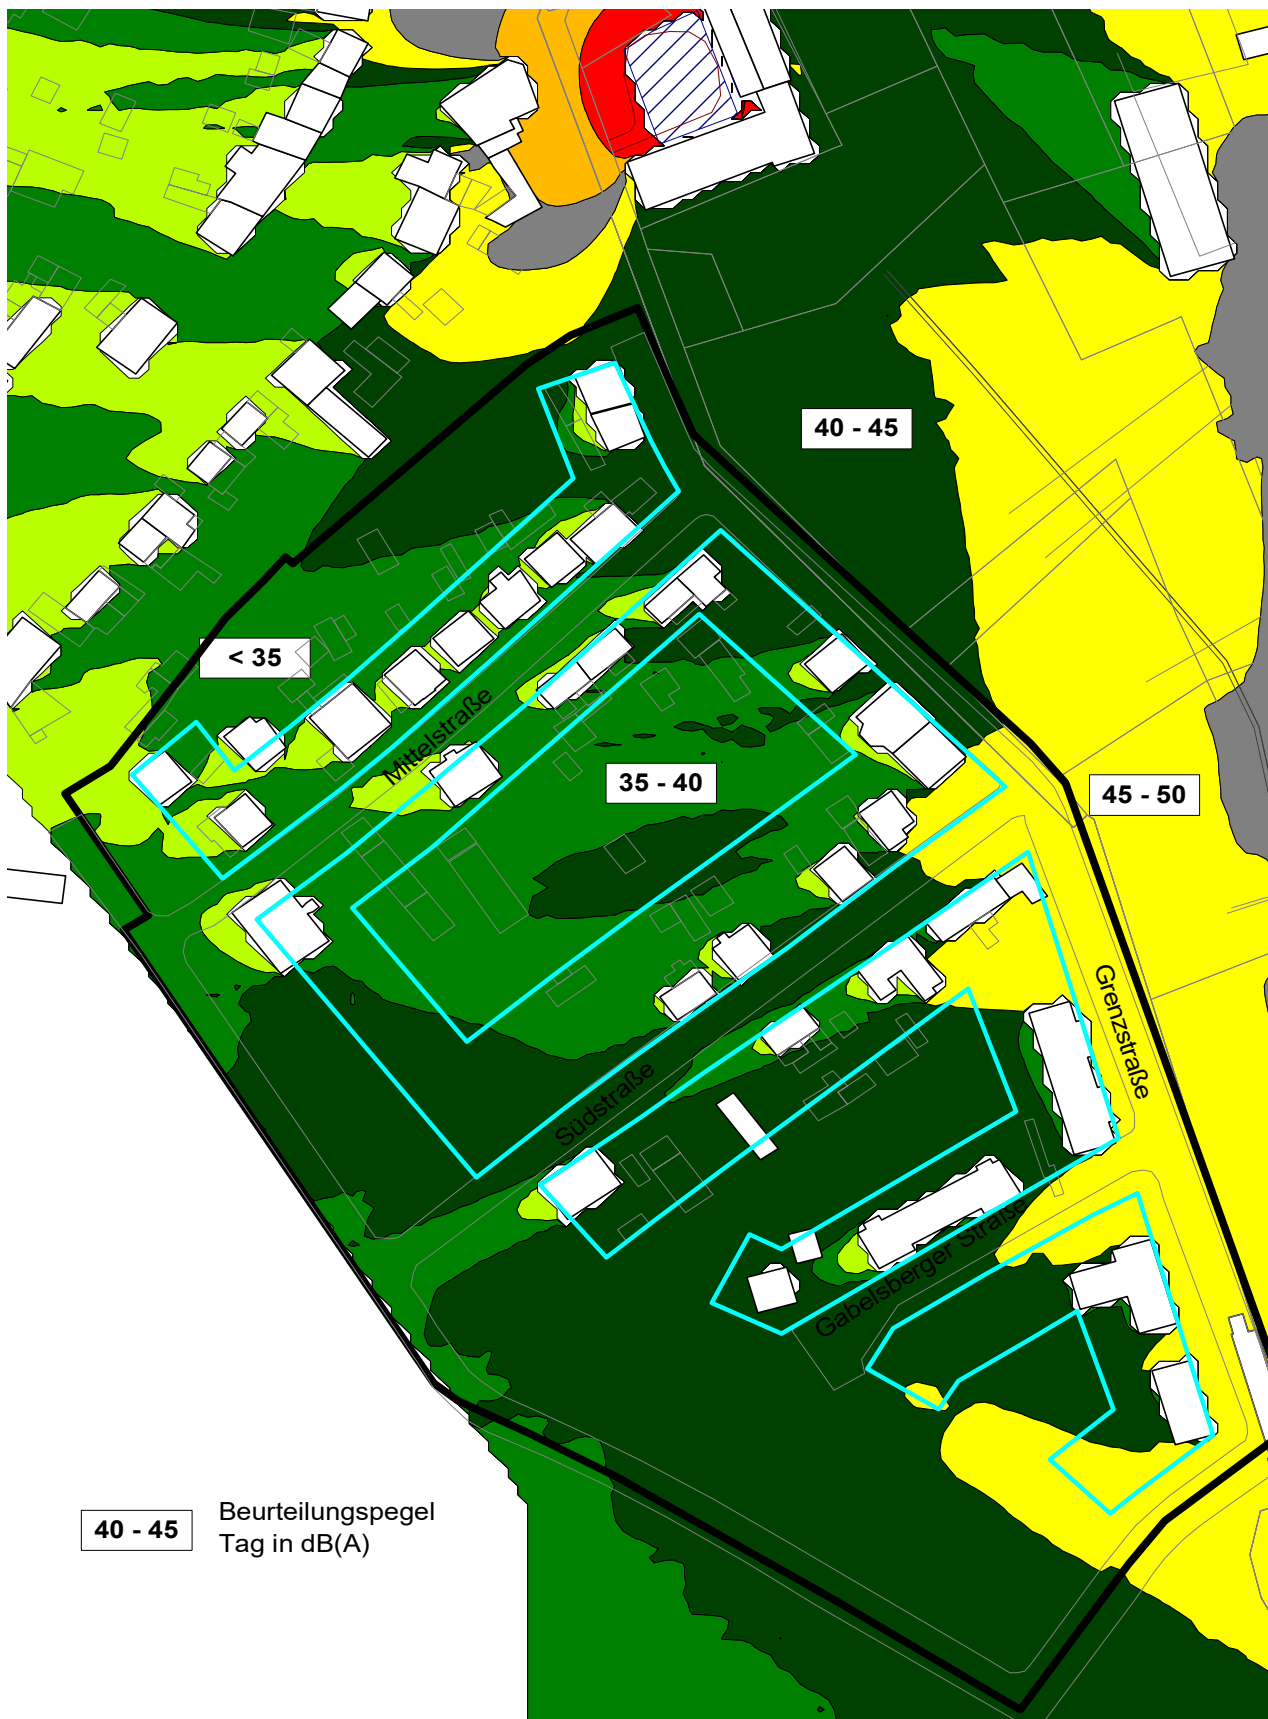 40 - 45
< 35
Mittelstraße
35 - 40
45 - 50
Grenzstraße
Südstraße
Gabelsberger Straße
40 - 45
Beurteilungspegel
Tag in dB(A)